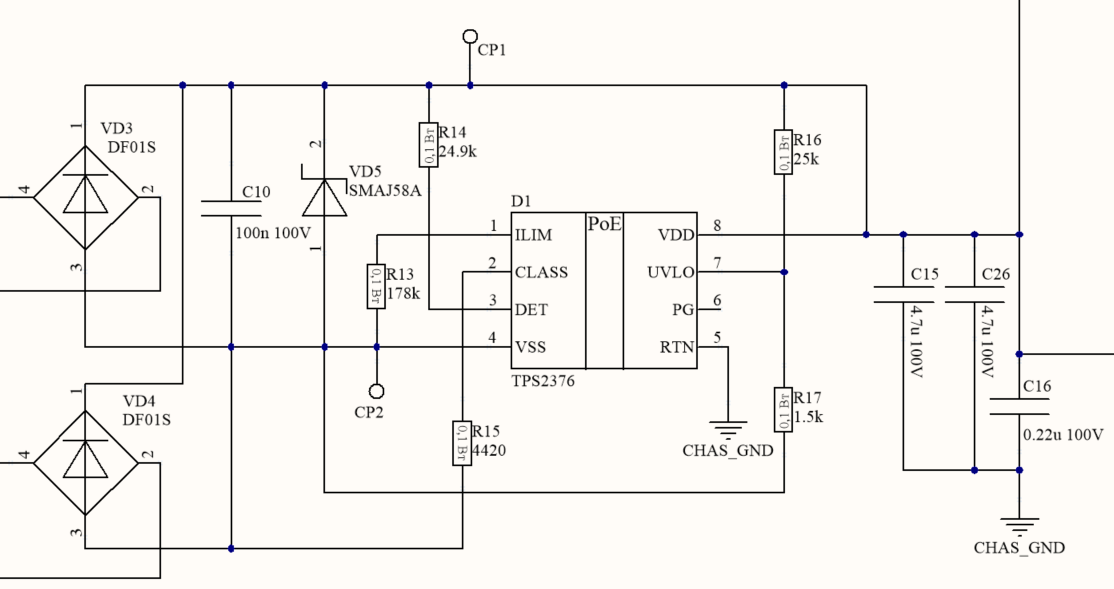 CP1
1
VD3
DF01S
4
2
3
C10
100n 100V
2
VD5
SMAJ58A
1
0,1 Вт
R14
24.9k
0,1 Вт
R16
25k
D1
PoE
1
ILIM
2
CLASS
3
DET
4
VSS
VDD
8
UVLO
7
PG
6
RTN
5
TPS2376
0,1 Вт
R13
178k
CP2
0,1 Вт
R15
4420
CHAS_GND
0,1 Вт
R17
1.5k
C15
4.7u 100V
C26
4.7u 100V
C16
0.22u 100V
CHAS_GND
1
VD4
DF01S
4
2
3